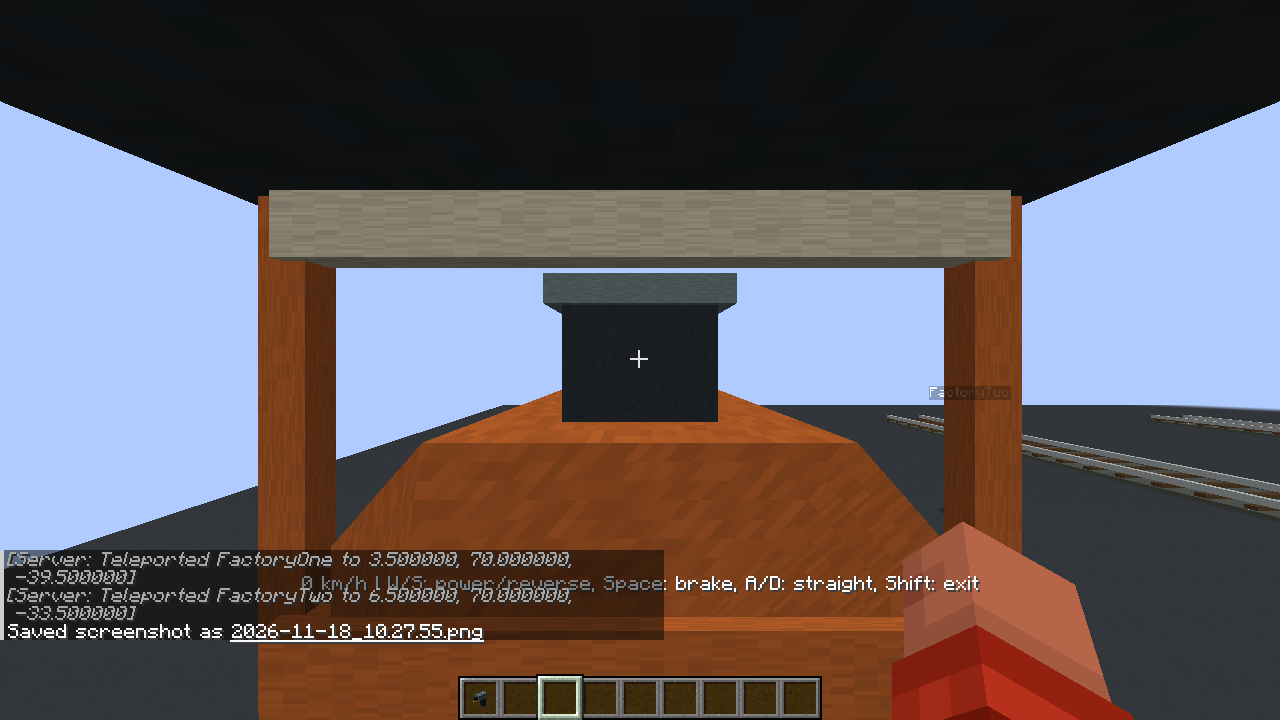 FactoryTwo
[Server: Teleported FactoryOne to 3.500000, 70.000000,
-39.500000]
0 km/h | W/S: power/reverse, Space: brake, A/D: straight, Shift: exit
[Server: Teleported FactoryTwo to 6.500000, 70.000000,
-33.500000]
Saved screenshot as 2026-11-18_10.27.55.png